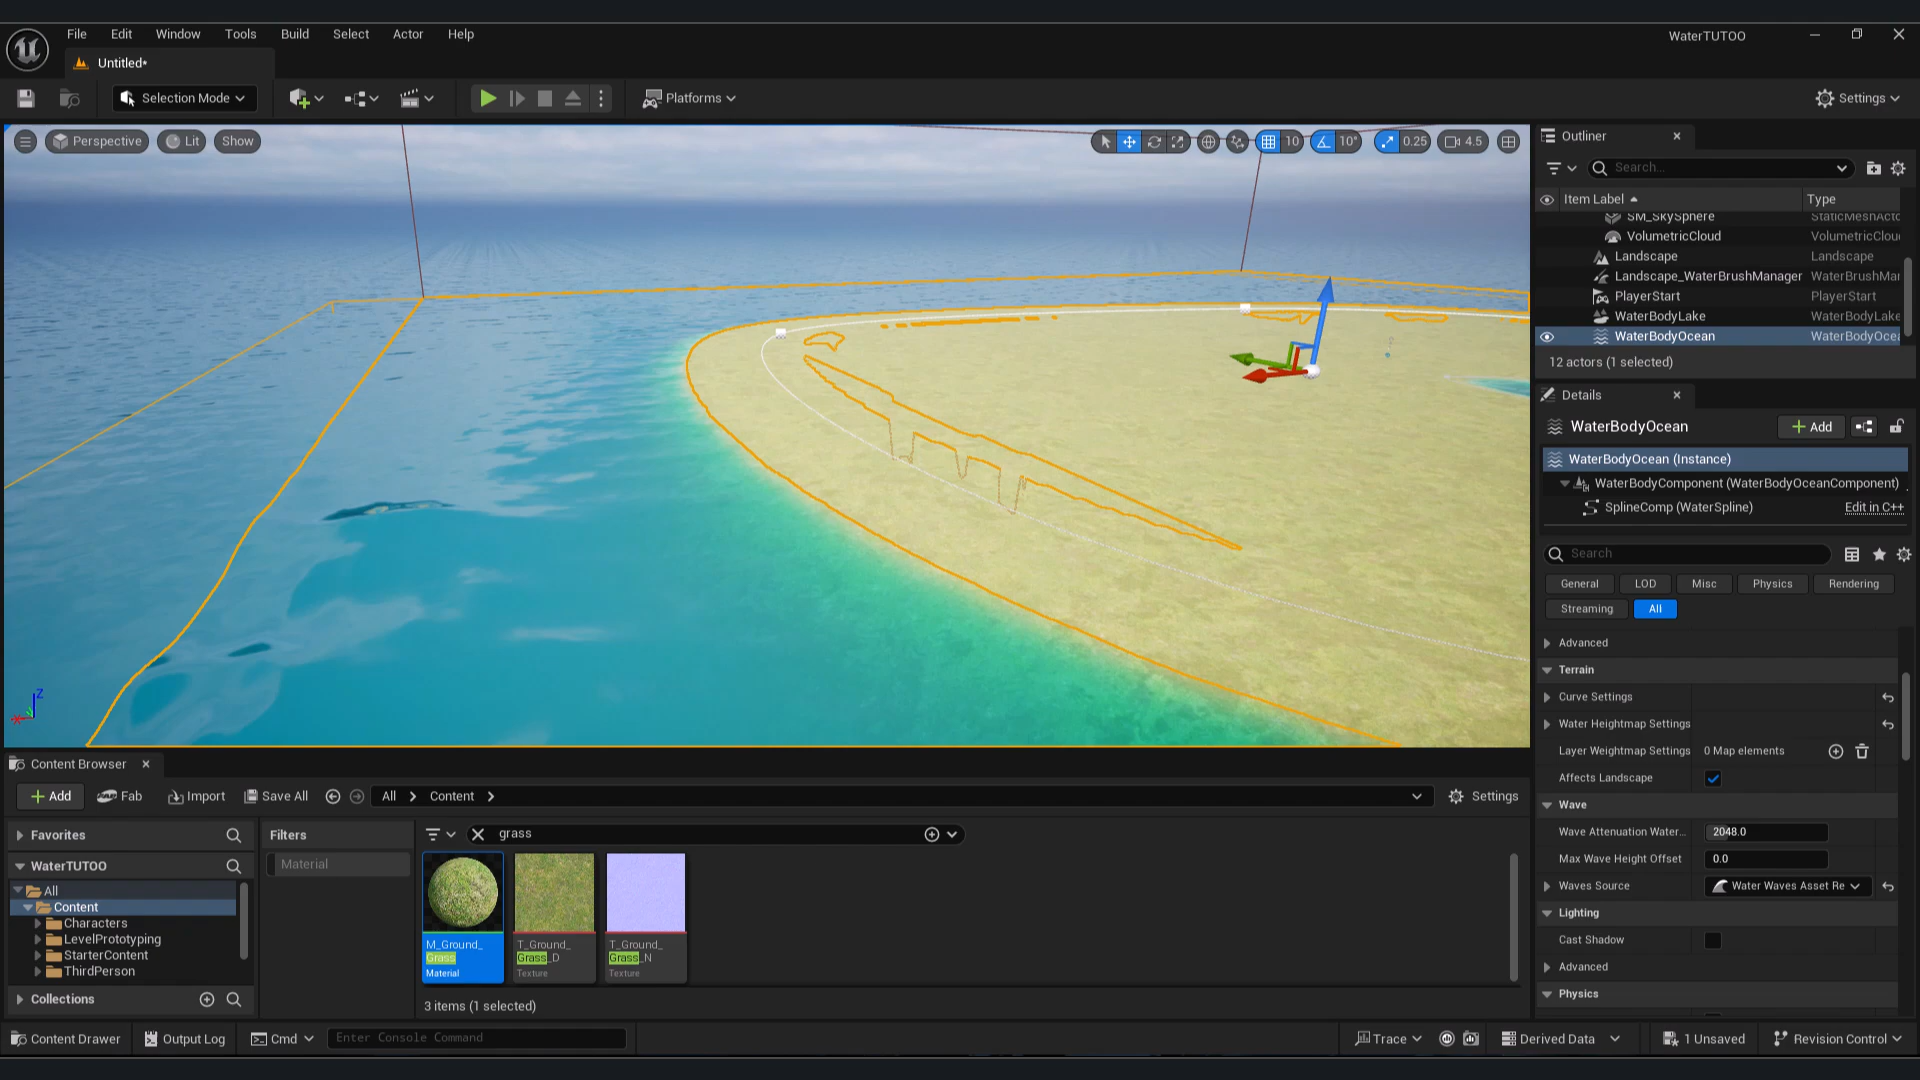 File Edit Window Tools Build Select Actor Help
WaterTUTOO
Untitled*
Selection Mode
Platforms
Settings
Perspective Lit Show
10 10° 0.25 4.5
Outliner
Search...
Item Label Type
SM_SkySphere StaticMeshActo
VolumetricCloud VolumetricClou
Landscape Landscape
Landscape_WaterBrushManager WaterBrushMan
PlayerStart PlayerStart
WaterBodyLake WaterBodyLake
WaterBodyOcean WaterBodyOcea
12 actors (1 selected)
Details
WaterBodyOcean
Add
WaterBodyOcean (Instance)
WaterBodyComponent (WaterBodyOceanComponent)
SplineComp (WaterSpline) Edit in C++
Search
General LOD Misc Physics Rendering
Streaming All
Advanced
Terrain
Curve Settings
Water Heightmap Settings
Layer Weightmap Settings 0 Map elements
Affects Landscape
Wave
Wave Attenuation Water... 2048.0
Max Wave Height Offset 0.0
Waves Source Water Waves Asset Re
Lighting
Cast Shadow
Advanced
Physics
Z
X
Content Browser
Add Fab Import Save All All Content Settings
Favorites
Filters
grass
WaterTUTOO
Material
All
Content
Characters
LevelPrototyping
StarterContent
ThirdPerson
Collections
M_Ground_
Grass
Material
T_Ground_
Grass_D
Texture
T_Ground_
Grass_N
Texture
3 items (1 selected)
Content Drawer Output Log Cmd Enter Console Command Trace Derived Data 1 Unsaved Revision Control